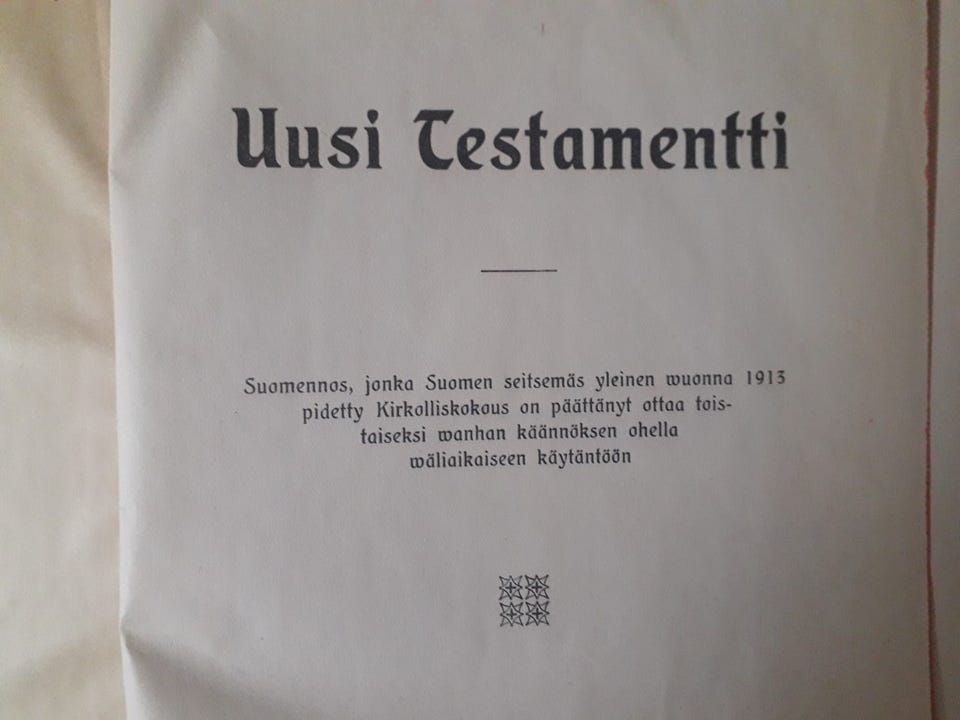 Uusi Testamentti
Suomennos, jonka Suomen seitsemäs yleinen wuonna 1913
pidetty Kirkolliskokous on päättänyt ottaa tois-
taiseksi wanhan käännöksen ohella
wäliaikaiseen käytäntöön